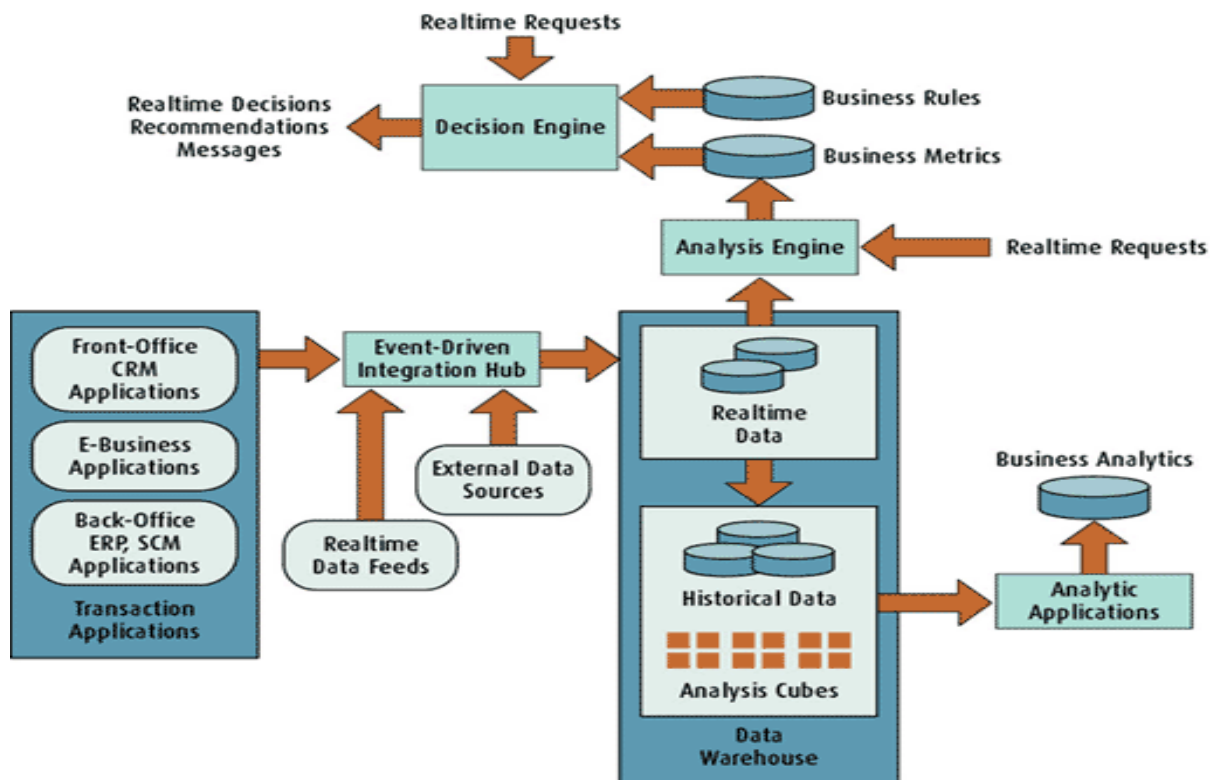 Realtime Requests
Realtime Decisions
Recommendations
Messages
Decision Engine
Business Rules
Business Metrics
Analysis Engine
Realtime Requests
Front-Office
CRM
Applications
E-Business
Applications
Back-Office
ERP, SCM
Applications
Transaction
Applications
Event-Driven
Integration Hub
Realtime
Data Feeds
External Data
Sources
Realtime
Data
Historical Data
Analysis Cubes
Data
Warehouse
Business Analytics
Analytic
Applications